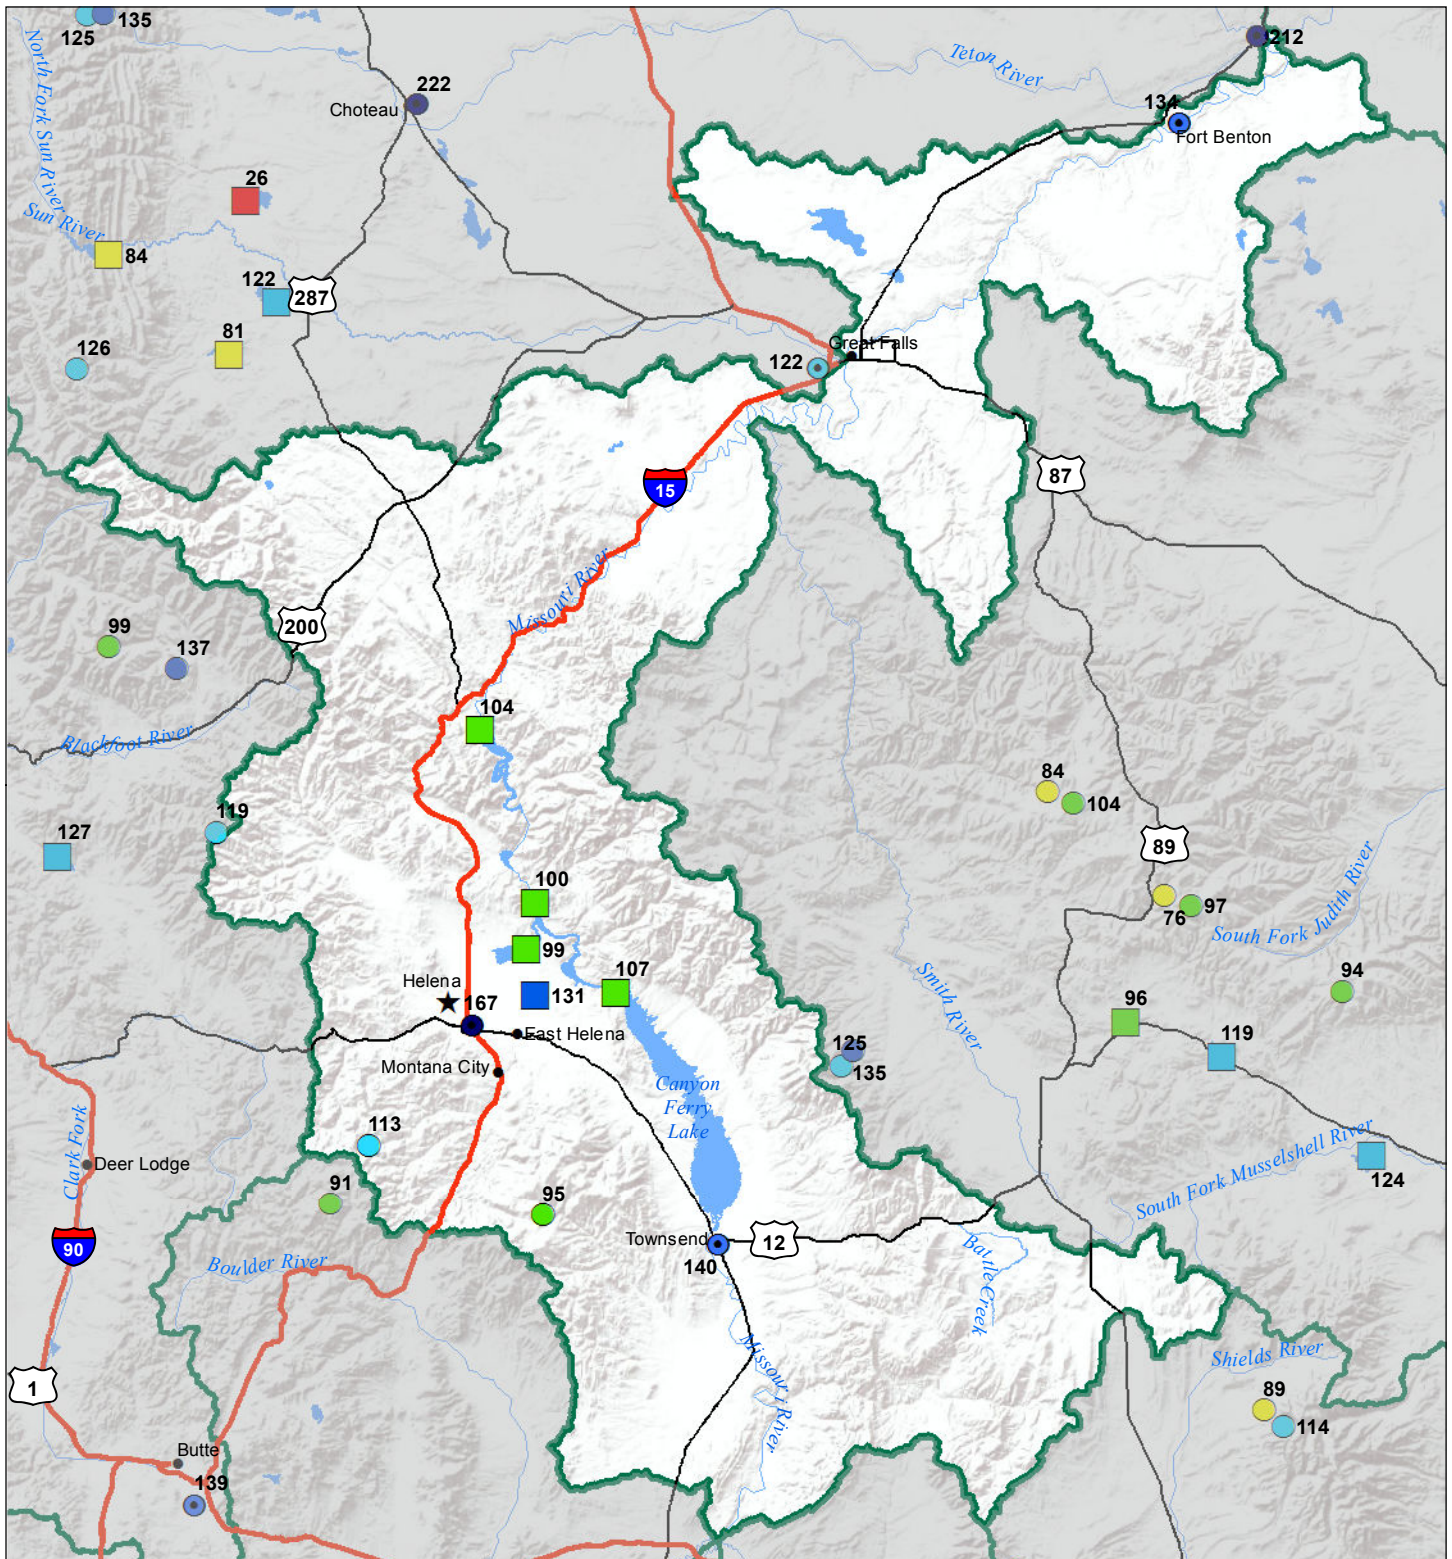 135
125
North Fork Sun River
Teton River
212
222
Choteau
134
Fort Benton
26
Sun River
84
122
287
81
126
Great Falls
122
87
15
Missouri River
200
99
137
104
Blackfoot River
84
104
119
127
89
100
76
97
South Fork Judith River
99
107
Helena
167
131
East Helena
Smith River
94
96
119
125
135
Montana City
Canyon
Ferry
Lake
113
Clark Fork
Deer Lodge
91
95
South Fork Musselshell River
124
90
Boulder River
Townsend
140
12
Battle Creek
Missouri River
Shields River
1
89
114
Butte
139